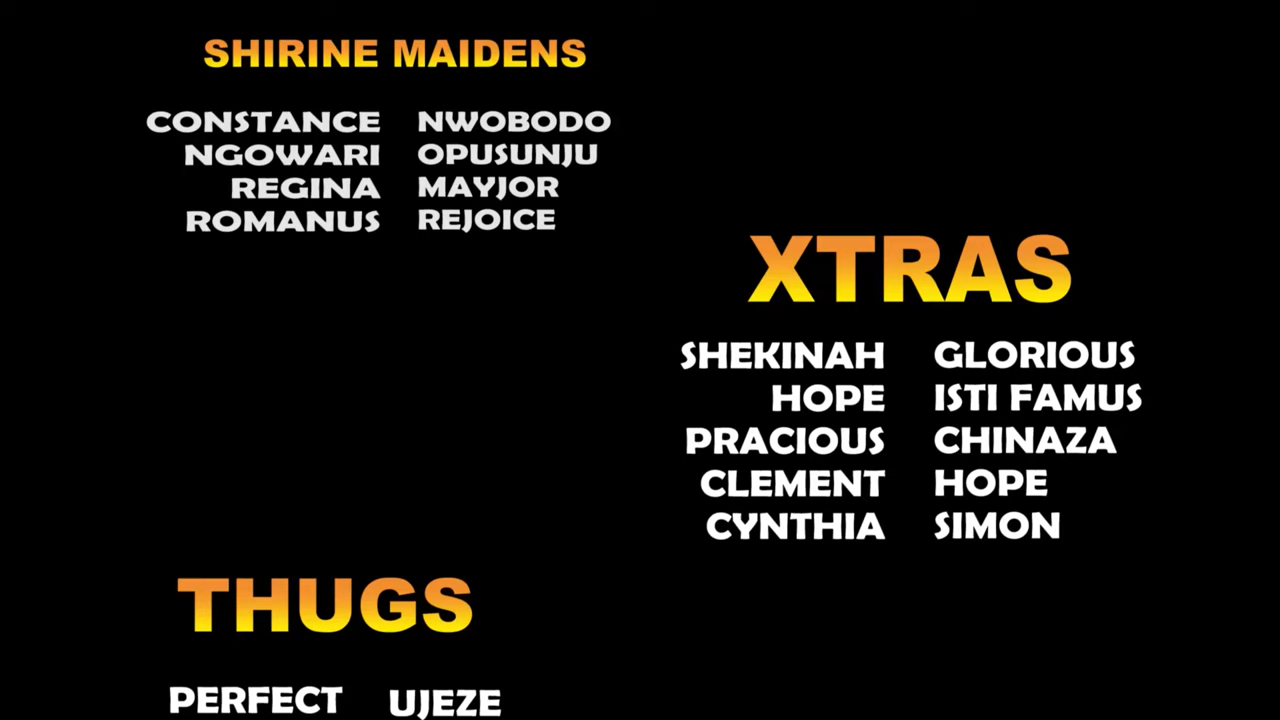 SHIRINE MAIDENS
CONSTANCE NWOBODO
NGOWARI OPUSUNJU
REGINA MAYJOR
ROMANUS REJOICE
XTRAS
SHEKINAH GLORIOUS
HOPE ISTI FAMUS
PRACIOUS CHINAZA
CLEMENT HOPE
CYNTHIA SIMON
THUGS
PERFECT UJEZE